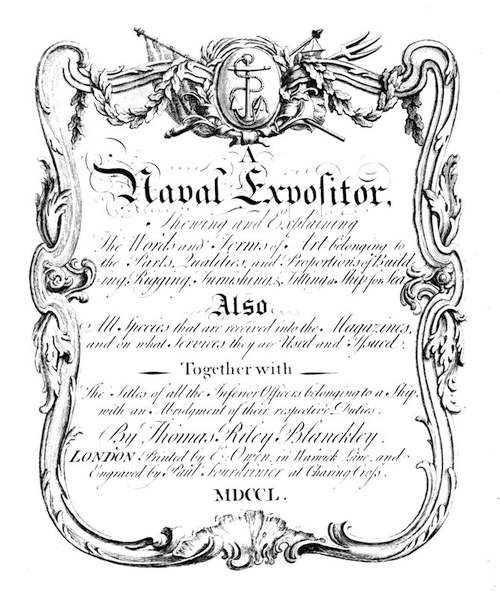 A
Naval Expositor,
Shewing and Explaining
The Words and Terms of Art belonging to
the Parts, Qualities, and Proportions of Build
ing, Rigging, Furnishing, & Fitting a Ship for Sea.
Also
All Species that are received into the Magazines,
and on what Services they are Used and Issued.
Together with
The Titles of all the Inferior Officers belonging to a Ship,
with an Abridgment of their respective Duties.
By Thomas Riley Blanckley.
LONDON Printed by E. Owen, in Warwick Lane, and
Engraved by Paul Fourdrinier at Charing Cross.
MDCCL.